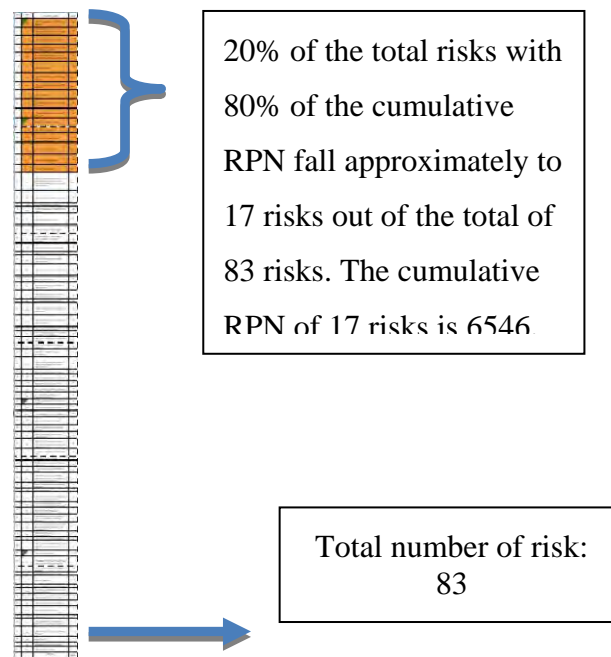 20% of the total risks with
80% of the cumulative
RPN fall approximately to
17 risks out of the total of
83 risks. The cumulative
RPN of 17 risks is 6546.
Total number of risk:
83